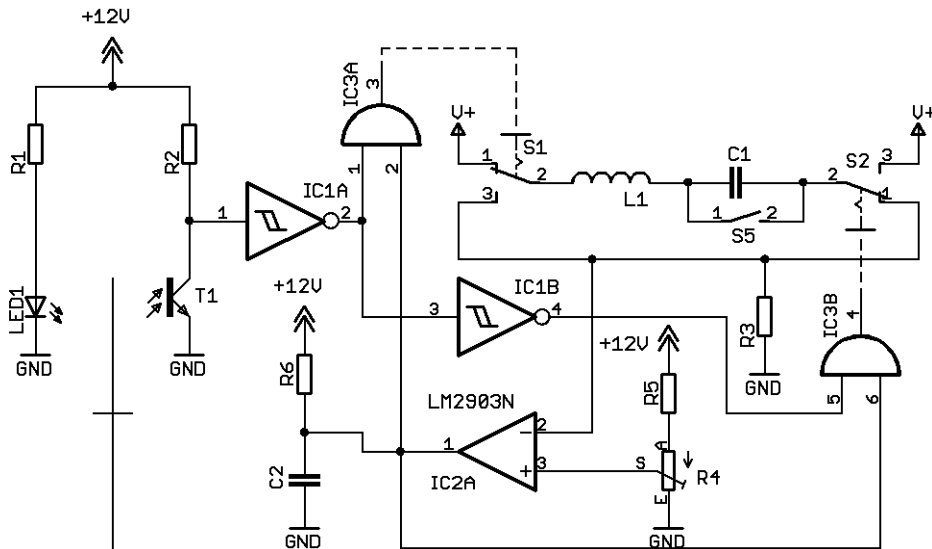 +12V
R1
R2
LED1
GND
T1
GND
1
IC1A
2
3
IC3A
1
2
V+
1
S1
2
3
L1
C1
1
2
S5
V+
3
S2
2
1
+12V
R6
C2
GND
3
IC1B
4
R3
GND
4
IC3B
5
6
+12V
R5
A
S
E
R4
GND
LM2903N
1
2
3
-
+
IC2A